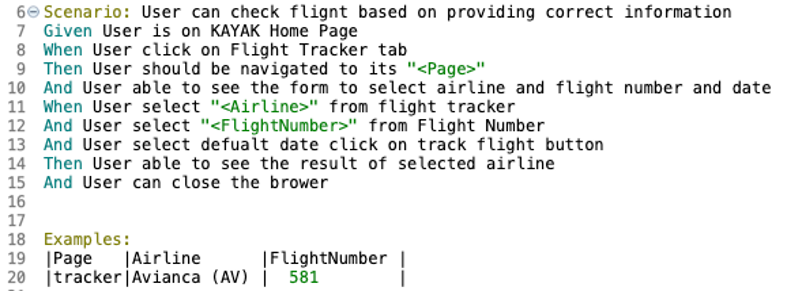 6 Scenario: User can check flignt based on providing correct information
7 Given User is on KAYAK Home Page
8 When User click on Flight Tracker tab
9 Then User should be navigated to its "<Page>"
10 And User able to see the form to select airline and flight number and date
11 When User select "<Airline>" from flight tracker
12 And User select "<FlightNumber>" from Flight Number
13 And User select defualt date click on track flight button
14 Then User able to see the result of selected airline
15 And User can close the brower
16
17
18 Examples:
19 |Page |Airline |FlightNumber |
20 |tracker|Avianca (AV) | 581 |